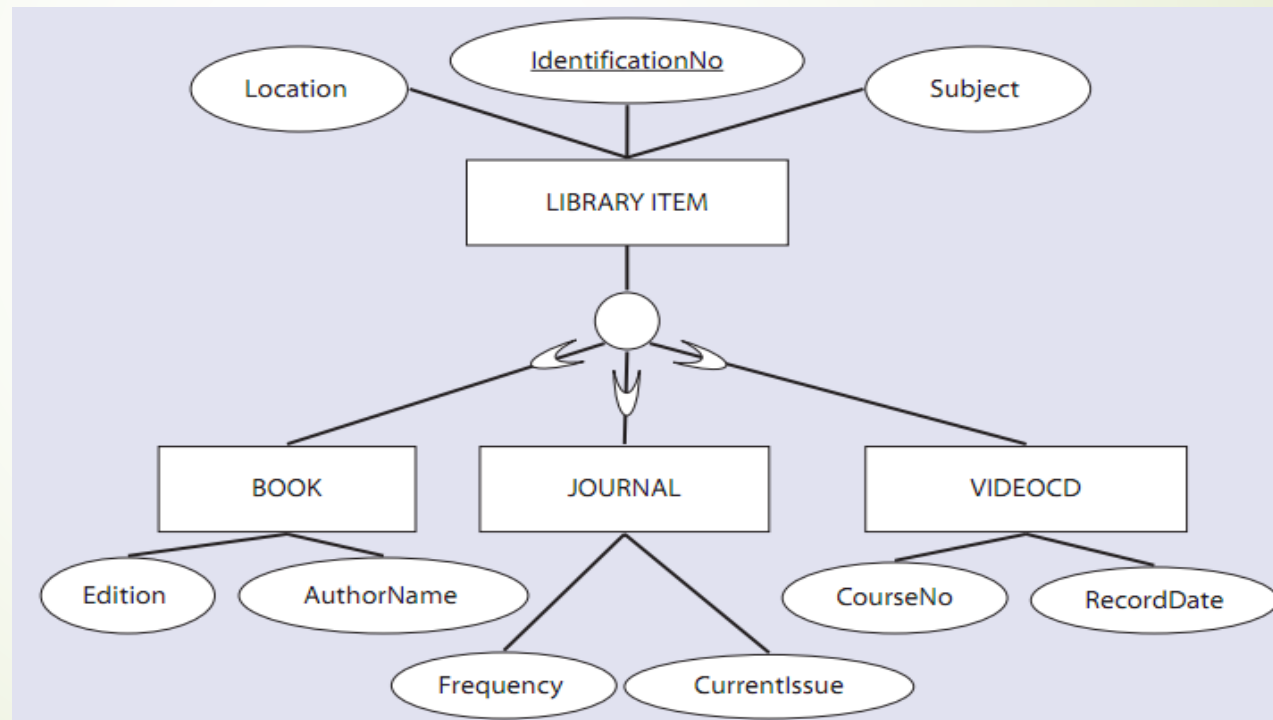 IdentificationNo
Location
Subject
LIBRARY ITEM
BOOK
JOURNAL
VIDEOCD
Edition
AuthorName
CourseNo
RecordDate
Frequency
CurrentIssue